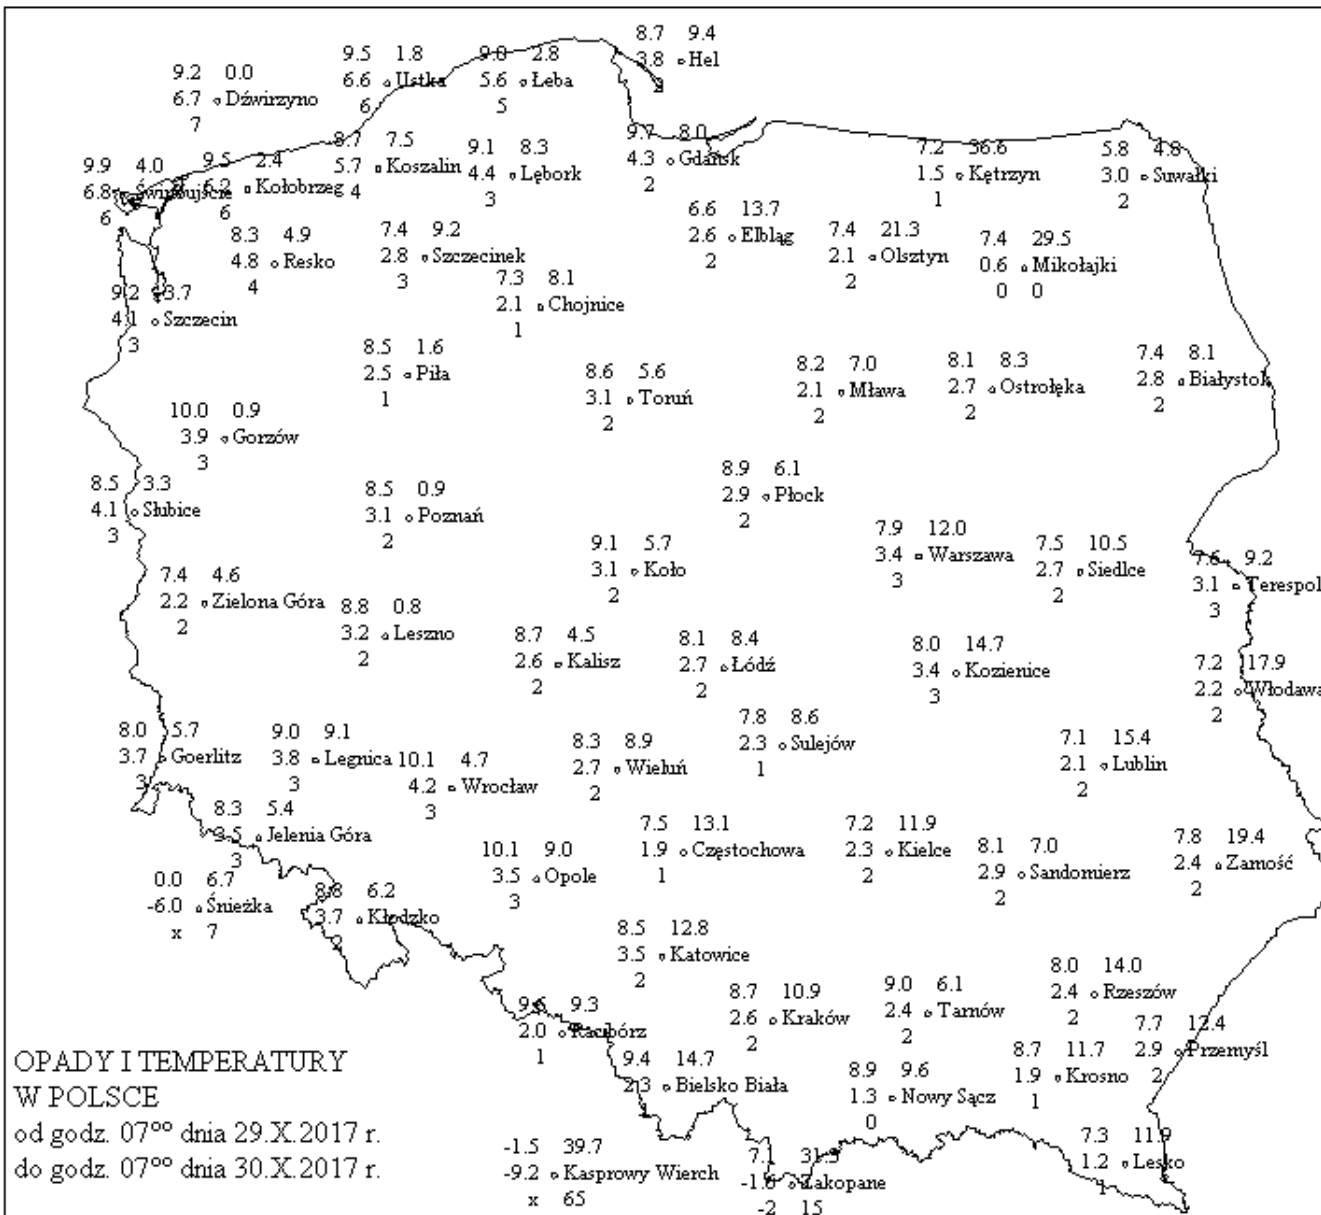 8.7 9.4
3.8 Hel
9.5 1.8
6.6 Ustka
6
9.0 2.8
5.6 Łeba
5
9.2 0.0
6.7 Dźwirzyno
7
8.7 7.5
5.7 Koszalin
4
9.1 8.3
4.4 Lębork
3
9.7 8.0
4.3 Gdańsk
2
7.2 36.6
1.5 Kętrzyn
1
5.8 4.8
3.0 Suwałki
2
9.9 4.0
6.8 Świnoujście
6
9.5 2.4
6.2 Kołobrzeg
6
8.3 4.9
4.8 Resko
4
7.4 9.2
2.8 Szczecinek
3
6.6 13.7
2.6 Elbląg
2
7.4 21.3
2.1 Olsztyn
2
7.4 29.5
0.6 Mikołajki
0 0
9.2 3.7
4.1 Szczecin
3
7.3 8.1
2.1 Chojnice
1
8.5 1.6
2.5 Piła
1
8.6 5.6
3.1 Toruń
2
8.2 7.0
2.1 Mława
2
8.1 8.3
2.7 Ostrołęka
2
7.4 8.1
2.8 Białystok
2
10.0 0.9
3.9 Gorzów
3
8.5 3.3
4.1 Słubice
3
8.5 0.9
3.1 Poznań
2
8.9 6.1
2.9 Płock
2
9.1 5.7
3.1 Koło
2
7.9 12.0
3.4 Warszawa
3
7.5 10.5
2.7 Siedlce
2
7.6 9.2
3.1 Terespol
3
7.4 4.6
2.2 Zielona Góra
2
8.8 0.8
3.2 Leszno
2
8.7 4.5
2.6 Kalisz
2
8.1 8.4
2.7 Łódź
2
8.0 14.7
3.4 Kozienice
3
7.2 17.9
2.2 Włodawa
2
8.0 5.7
3.7 Goerlitz
3
9.0 9.1
3.8 Legnica
3
10.1 4.7
4.2 Wrocław
3
8.3 8.9
2.7 Wieluń
2
7.8 8.6
2.3 Sulejów
1
7.1 15.4
2.1 Lublin
2
8.3 5.4
3.5 Jelenia Góra
3
10.1 9.0
3.5 Opole
3
7.5 13.1
1.9 Częstochowa
1
7.2 11.9
2.3 Kielce
2
8.1 7.0
2.9 Sandomierz
2
7.8 19.4
2.4 Zamość
2
0.0 6.7
-6.0 Śnieżka
x 7
8.8 6.2
3.7 Kłodzko
8.5 12.8
3.5 Katowice
2
9.6 9.3
2.0 Racibórz
1
8.7 10.9
2.6 Kraków
2
9.0 6.1
2.4 Tarnów
2
8.0 14.0
2.4 Rzeszów
2
7.7 12.4
2.9 Przemyśl
2
9.4 14.7
2.3 Bielsko Biała
8.9 9.6
1.3 Nowy Sącz
0
8.7 11.7
1.9 Krosno
1
-1.5 39.7
-9.2 Kasprowy Wierch
x 65
7.1 31.3
-1.6 Zakopane
-2 15
7.3 11.9
1.2 Lesko
1
OPADY I TEMPERATURY
W POLSCE
od godz. 07ºº dnia 29.X.2017 r.
do godz. 07ºº dnia 30.X.2017 r.